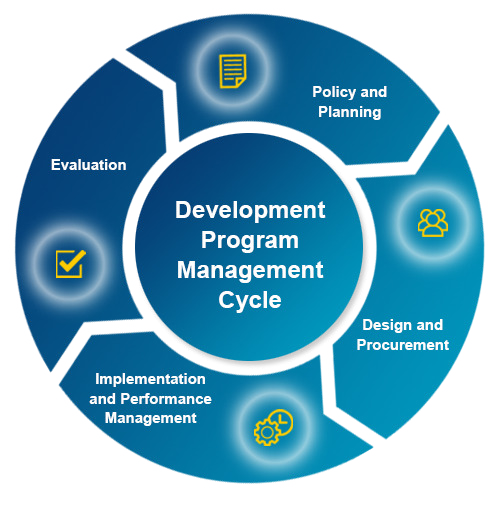 Policy and
Planning
Evaluation
Development
Program
Management
Cycle
Design and
Procurement
Implementation
and Performance
Management